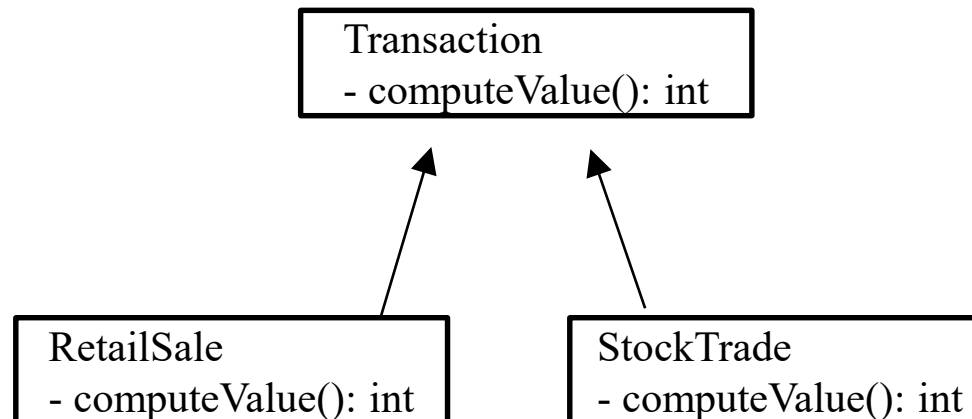 Transaction
- computeValue(): int
RetailSale
- computeValue(): int
StockTrade
- computeValue(): int